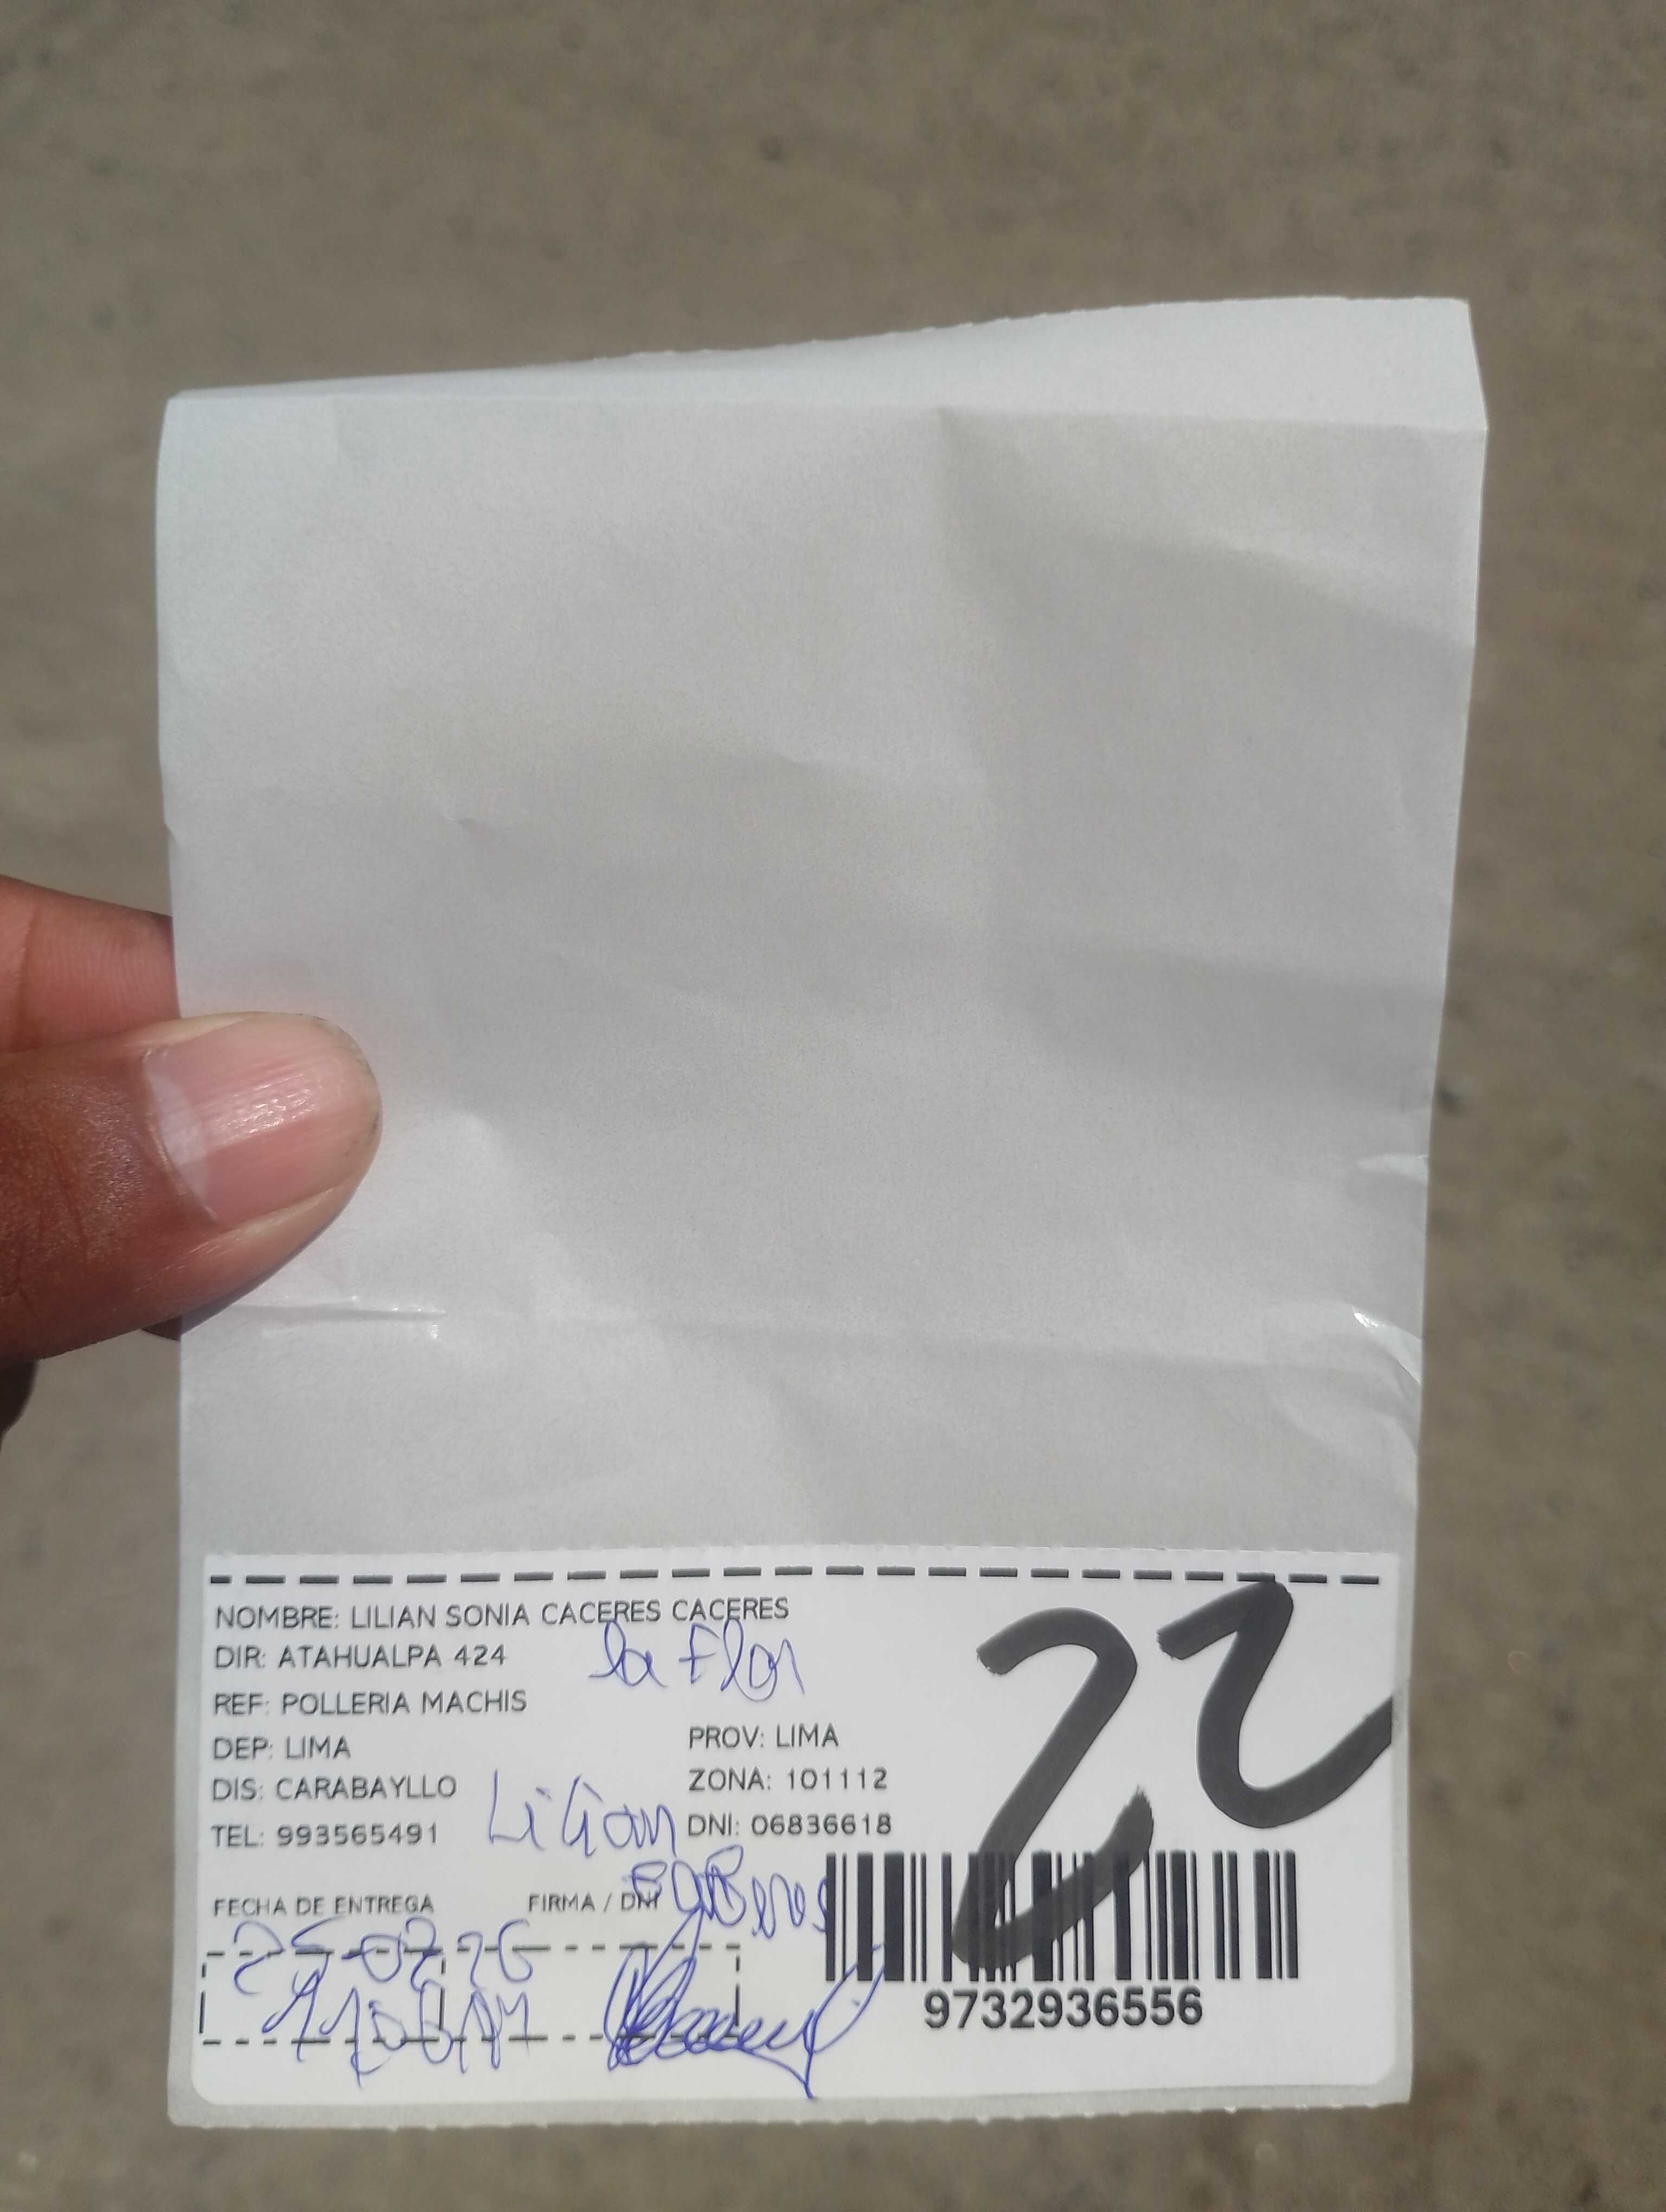 NOMBRE: LILIAN SONIA CACERES CACERES
DIR: ATAHUALPA 424
la Flor
REF: POLLERIA MACHIS
DEP: LIMA
PROV: LIMA
DIS: CARABAYLLO
ZONA: 101112
TEL: 993565491
Lilian
DNI: 06836618
FECHA DE ENTREGA
FIRMA / DNI
22
9732936556